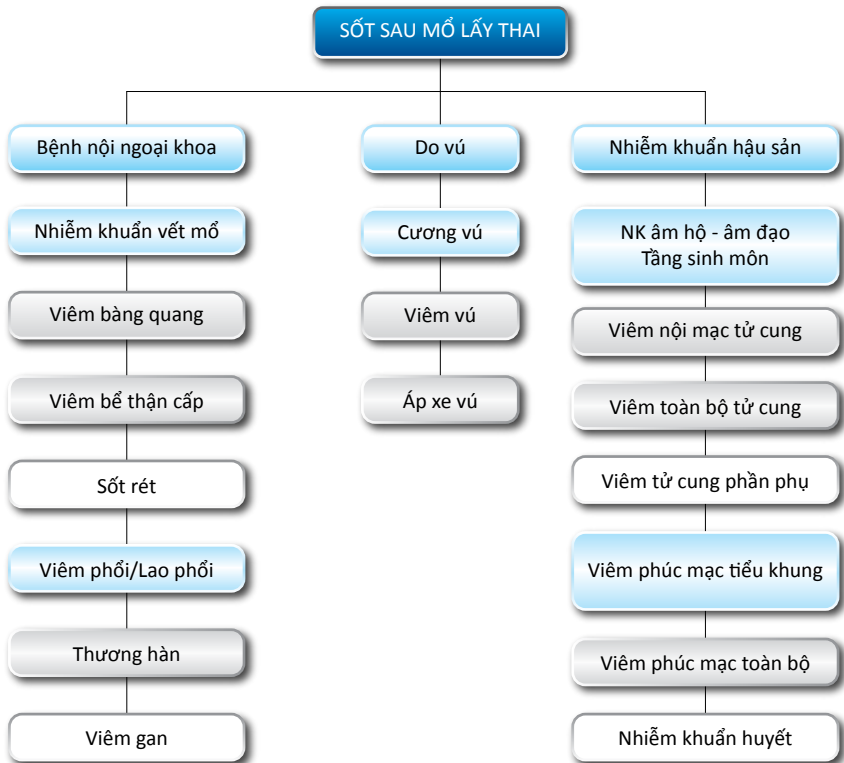 SỐT SAU MỔ LẤY THAI
Bệnh nội ngoại khoa
Nhiễm khuẩn vết mổ
Viêm bàng quang
Viêm bể thận cấp
Sốt rét
Viêm phổi/Lao phổi
Thương hàn
Viêm gan
Do vú
Cương vú
Viêm vú
Áp xe vú
Nhiễm khuẩn hậu sản
NK âm hộ - âm đạo
Tầng sinh môn
Viêm nội mạc tử cung
Viêm toàn bộ tử cung
Viêm tử cung phần phụ
Viêm phúc mạc tiểu khung
Viêm phúc mạc toàn bộ
Nhiễm khuẩn huyết